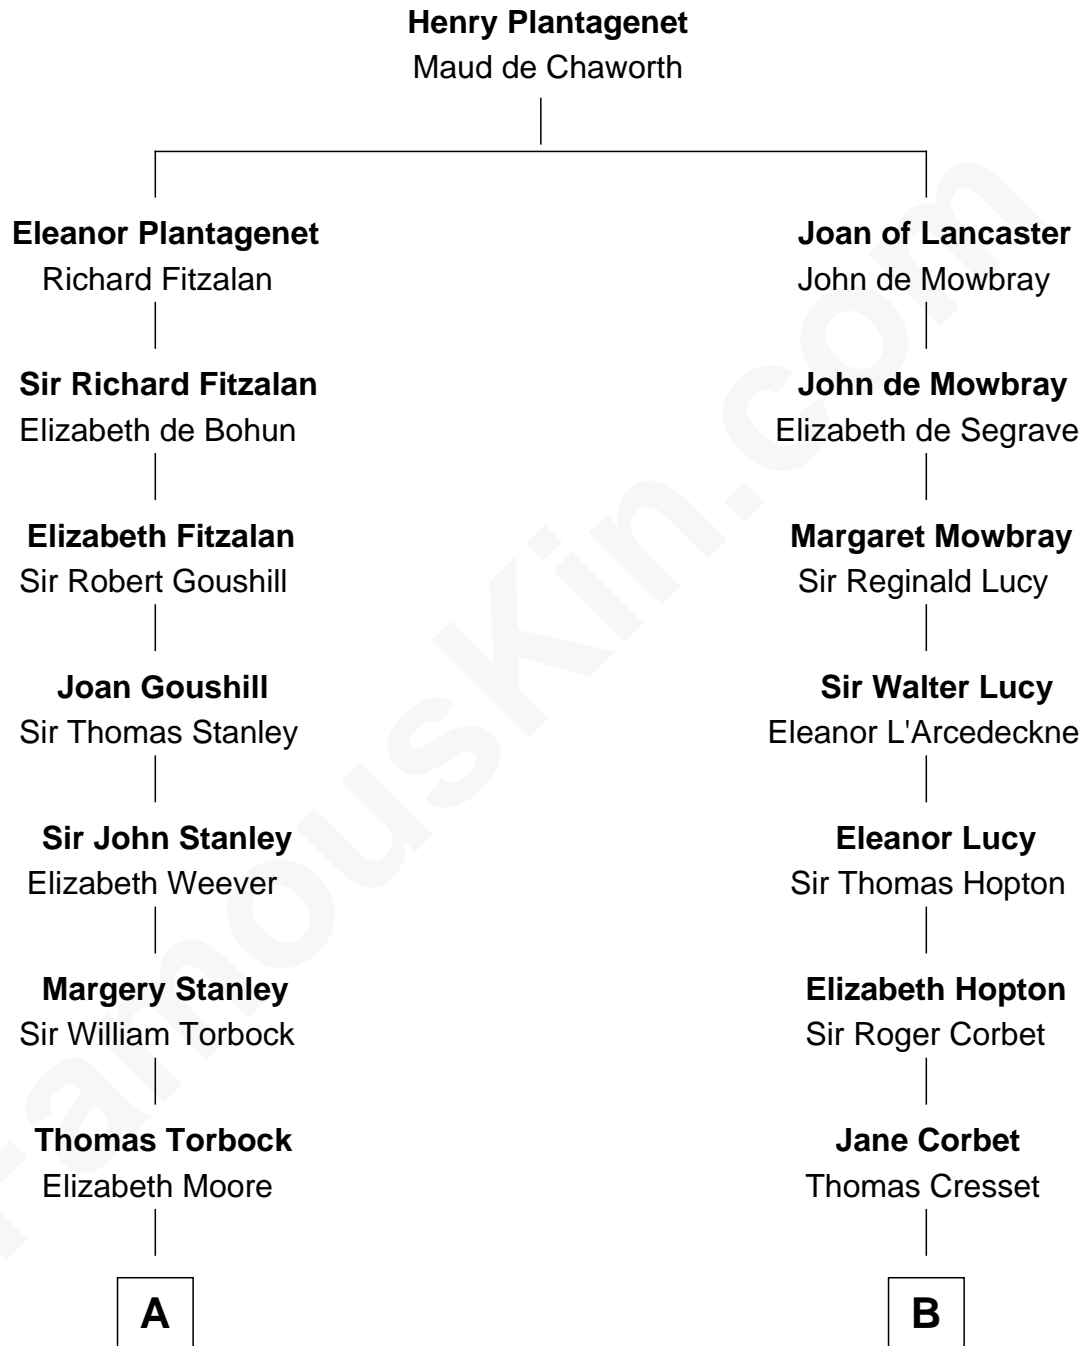 Henry Plantagenet
Maud de Chaworth
Eleanor Plantagenet
Richard Fitzalan
Joan of Lancaster
John de Mowbray
Sir Richard Fitzalan
Elizabeth de Bohun
John de Mowbray
Elizabeth de Segrave
Elizabeth Fitzalan
Sir Robert Goushill
Margaret Mowbray
Sir Reginald Lucy
Joan Goushill
Sir Thomas Stanley
Sir Walter Lucy
Eleanor L'Arcedeckne
Sir John Stanley
Elizabeth Weever
Eleanor Lucy
Sir Thomas Hopton
Margery Stanley
Sir William Torbock
Elizabeth Hopton
Sir Roger Corbet
Thomas Torbock
Elizabeth Moore
Jane Corbet
Thomas Cresset
A
B
FamousKin.com